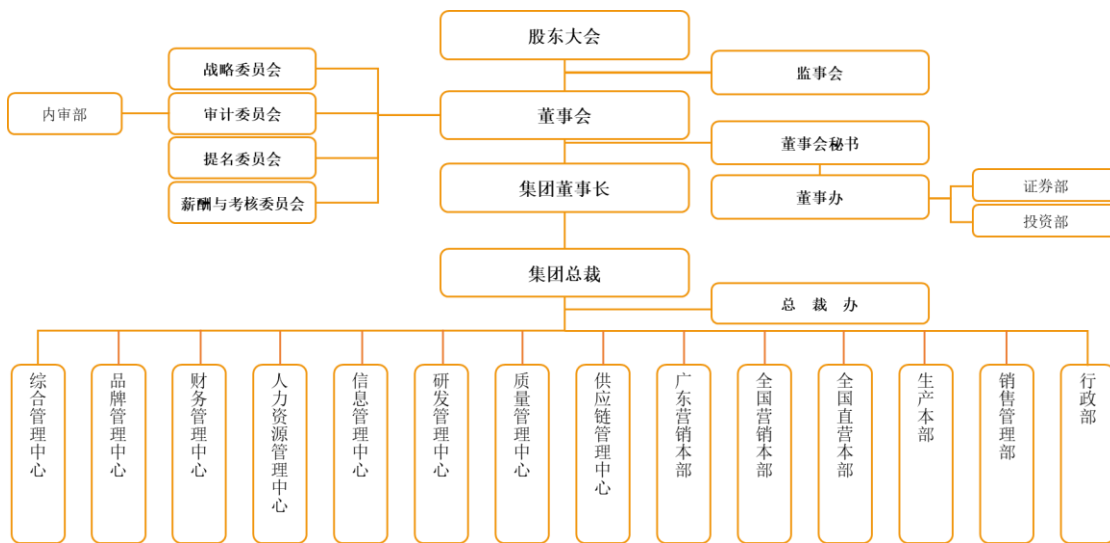 股东大会
监事会
战略委员会
审计委员会
内审部
提名委员会
薪酬与考核委员会
董事会
董事会秘书
集团董事长
董事办
证券部
投资部
集团总裁
总 裁 办
综合管理中心
品牌管理中心
财务管理中心
人力资源管理中心
信息管理中心
研发管理中心
质量管理中心
供应链管理中心
广东营销本部
全国营销本部
全国直营本部
生产本部
销售管理部
行政部